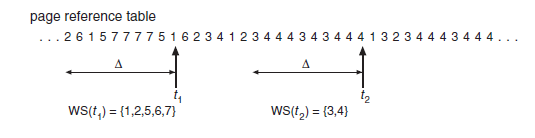 page reference table
. . . 2 6 1 5 7 7 7 7 5 1 6 2 3 4 1 2 3 4 4 4 3 4 3 4 4 4 1 3 2 3 4 4 4 3 4 4 4 . . .
Δ Δ
t₁ t₂
WS(t₁) = {1,2,5,6,7} WS(t₂) = {3,4}